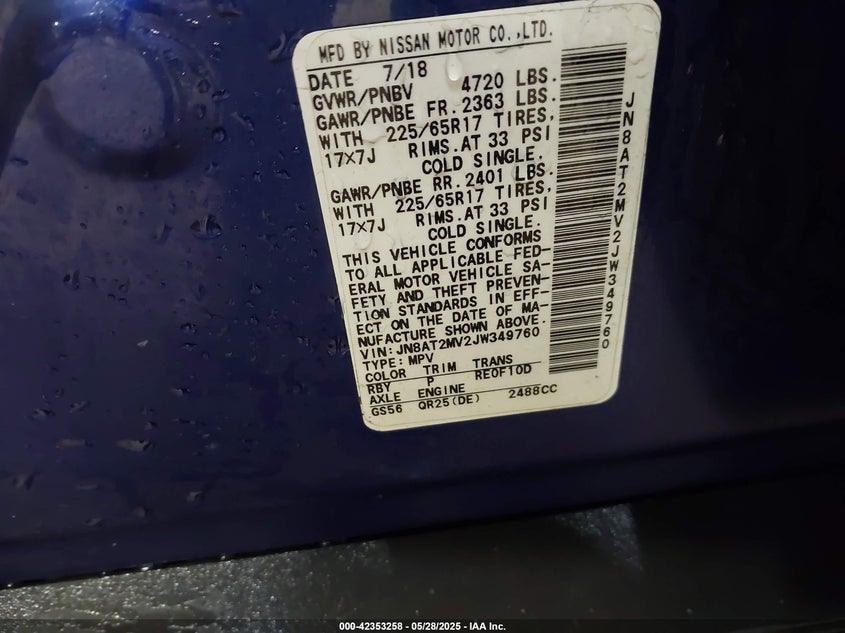 MFD BY NISSAN MOTOR CO.,LTD.
DATE 7/18
GVWR/PNBV 4720 LBS.
GAWR/PNBE FR. 2363 LBS.
WITH 225/65R17 TIRES,
17×7J RIMS.AT 33 PSI
COLD SINGLE.
GAWR/PNBE RR. 2401 LBS.
WITH 225/65R17 TIRES,
17×7J RIMS.AT 33 PSI
COLD SINGLE.
THIS VEHICLE CONFORMS
TO ALL APPLICABLE FED-
ERAL MOTOR VEHICLE SA-
FETY AND THEFT PREVEN-
TION STANDARDS IN EFF-
ECT ON THE DATE OF MA-
NUFACTURE SHOWN ABOVE.
VIN: JN8AT2MV2JW349760
TYPE: MPV
COLOR TRIM TRANS
RBY P RE0F10D
AXLE ENGINE
GS56 QR25(DE) 2488CC
JN8AT2MV2JW349760
000-42353258 - 05/28/2025 - IAA Inc.